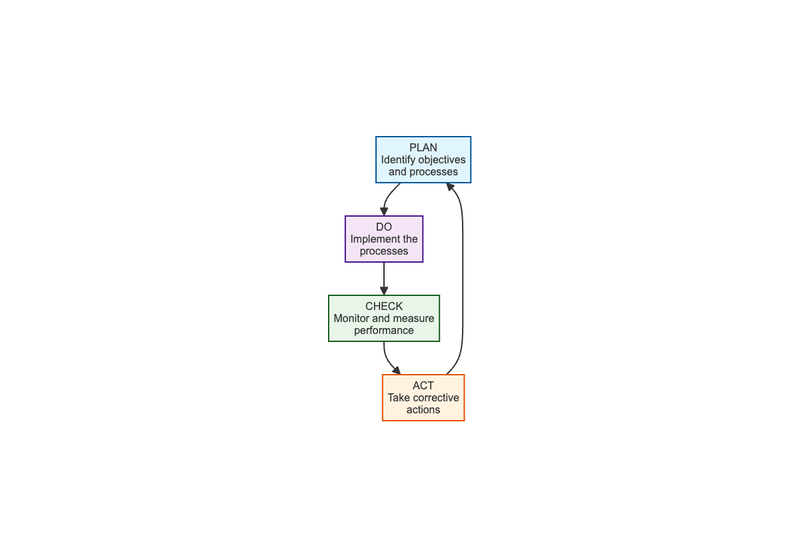 PLAN
Identify objectives
and processes
DO
Implement the
processes
CHECK
Monitor and measure
performance
ACT
Take corrective
actions